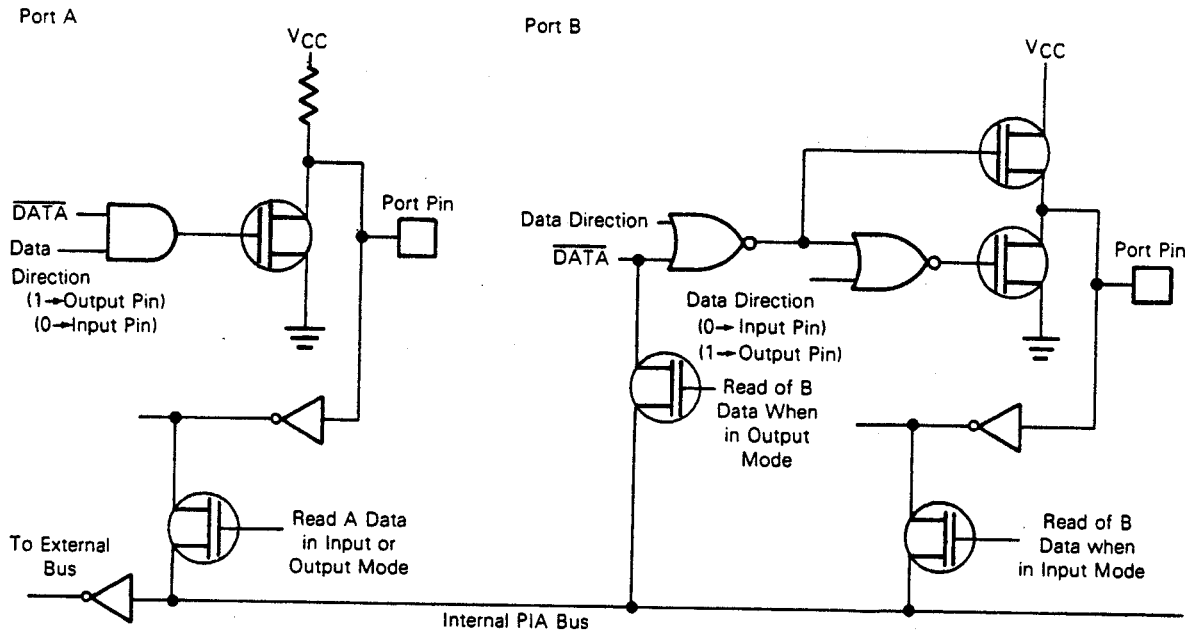 Port A
VCC
DATA
Data
Direction
(1→Output Pin)
(0→Input Pin)
Port Pin
Read A Data
in Input or
Output Mode
To External
Bus
Internal PIA Bus
Port B
VCC
Data Direction
DATA
Data Direction
(0→ Input Pin)
(1→ Output Pin)
Port Pin
Read of B
Data When
in Output
Mode
Read of B
Data when
in Input Mode